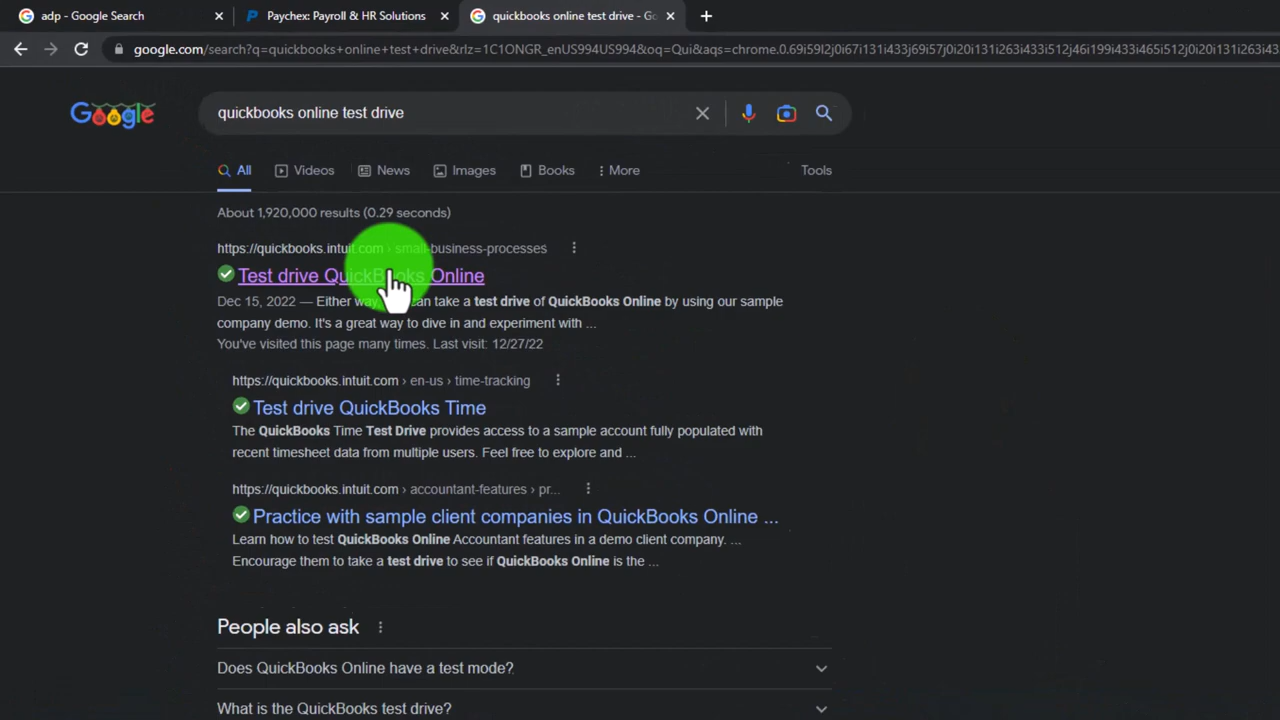 adp - Google Search
Paychex: Payroll & HR Solutions
quickbooks online test drive - Go
google.com/search?q=quickbooks+online+test+drive&rlz=1C1ONGR_enUS994US994&oq=Qui&aqs=chrome.0.69i59l2j0i67i131i433j69i57j0i20i131i263i433i512j46i199i433i465i512j0i20i131i263i43
Google
quickbooks online test drive
All
Videos
News
Images
Books
More
Tools
About 1,920,000 results (0.29 seconds)
https://quickbooks.intuit.com › small-business-processes
Test drive QuickBooks Online
Dec 15, 2022 — Either way, can take a test drive of QuickBooks Online by using our sample
company demo. It's a great way to dive in and experiment with ...
You've visited this page many times. Last visit: 12/27/22
https://quickbooks.intuit.com › en-us › time-tracking
Test drive QuickBooks Time
The QuickBooks Time Test Drive provides access to a sample account fully populated with
recent timesheet data from multiple users. Feel free to explore and ...
https://quickbooks.intuit.com › accountant-features › pr...
Practice with sample client companies in QuickBooks Online ...
Learn how to test QuickBooks Online Accountant features in a demo client company. ...
Encourage them to take a test drive to see if QuickBooks Online is the ...
People also ask
Does QuickBooks Online have a test mode?
What is the QuickBooks test drive?